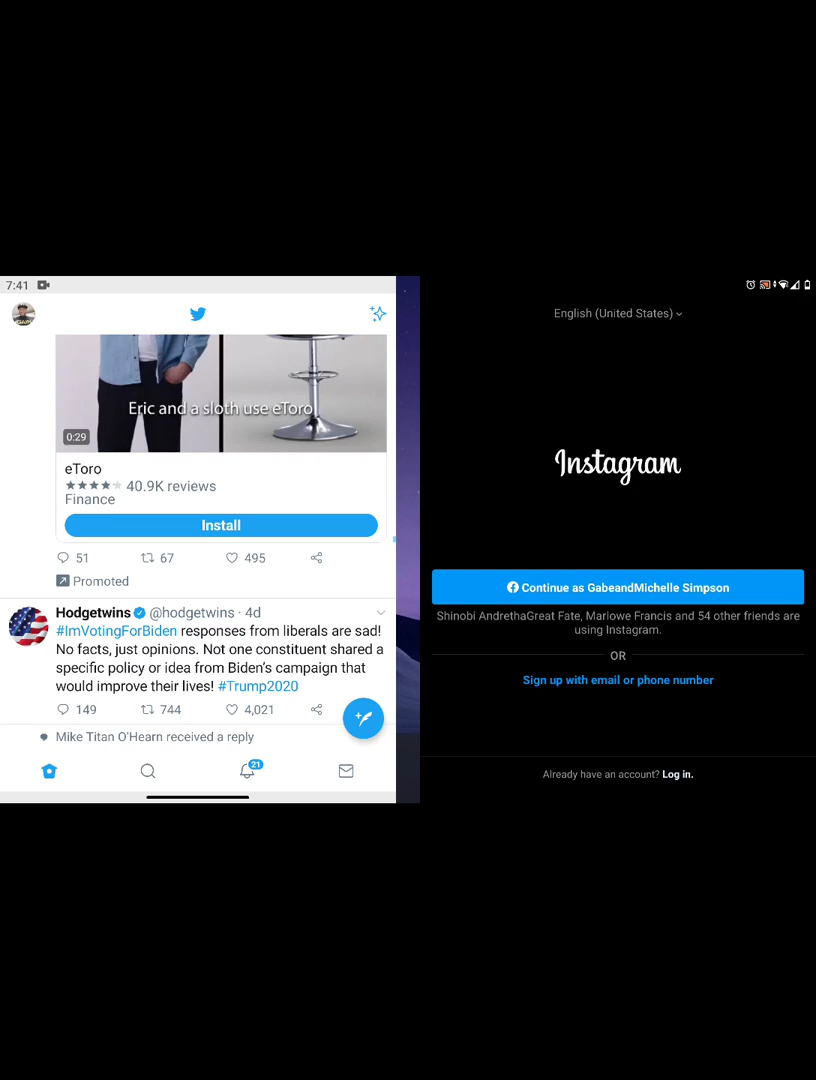 7:41
Eric and a sloth use eToro
0:29
eToro
40.9K reviews
Finance
Install
51 67 495
Promoted
Hodgetwins @hodgetwins · 4d
#ImVotingForBiden responses from liberals are sad!
No facts, just opinions. Not one constituent shared a
specific policy or idea from Biden's campaign that
would improve their lives! #Trump2020
149 744 4,021
Mike Titan O'Hearn received a reply
21
English (United States)
Instagram
Continue as GabeandMichelle Simpson
Shinobi AndrethaGreat Fate, Marlowe Francis and 54 other friends are
using Instagram.
OR
Sign up with email or phone number
Already have an account? Log in.